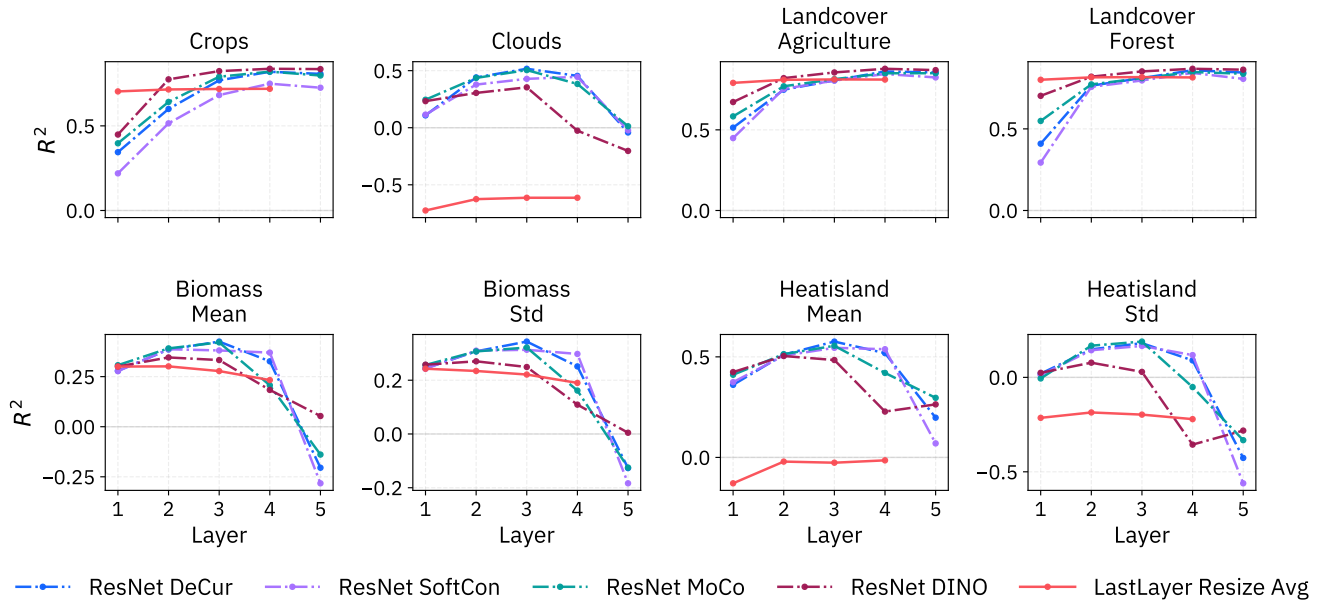 Crops
Clouds
Landcover
Agriculture
Landcover
Forest
R²
0.5
0.0
0.5
0.0
−0.5
0.5
0.0
0.5
0.0
Biomass
Mean
Biomass
Std
Heatisland
Mean
Heatisland
Std
R²
0.25
0.00
−0.25
0.2
0.0
−0.2
0.5
0.0
0.0
−0.5
1 2 3 4 5
1 2 3 4 5
1 2 3 4 5
1 2 3 4 5
Layer
Layer
Layer
Layer
ResNet DeCur
ResNet SoftCon
ResNet MoCo
ResNet DINO
LastLayer Resize Avg